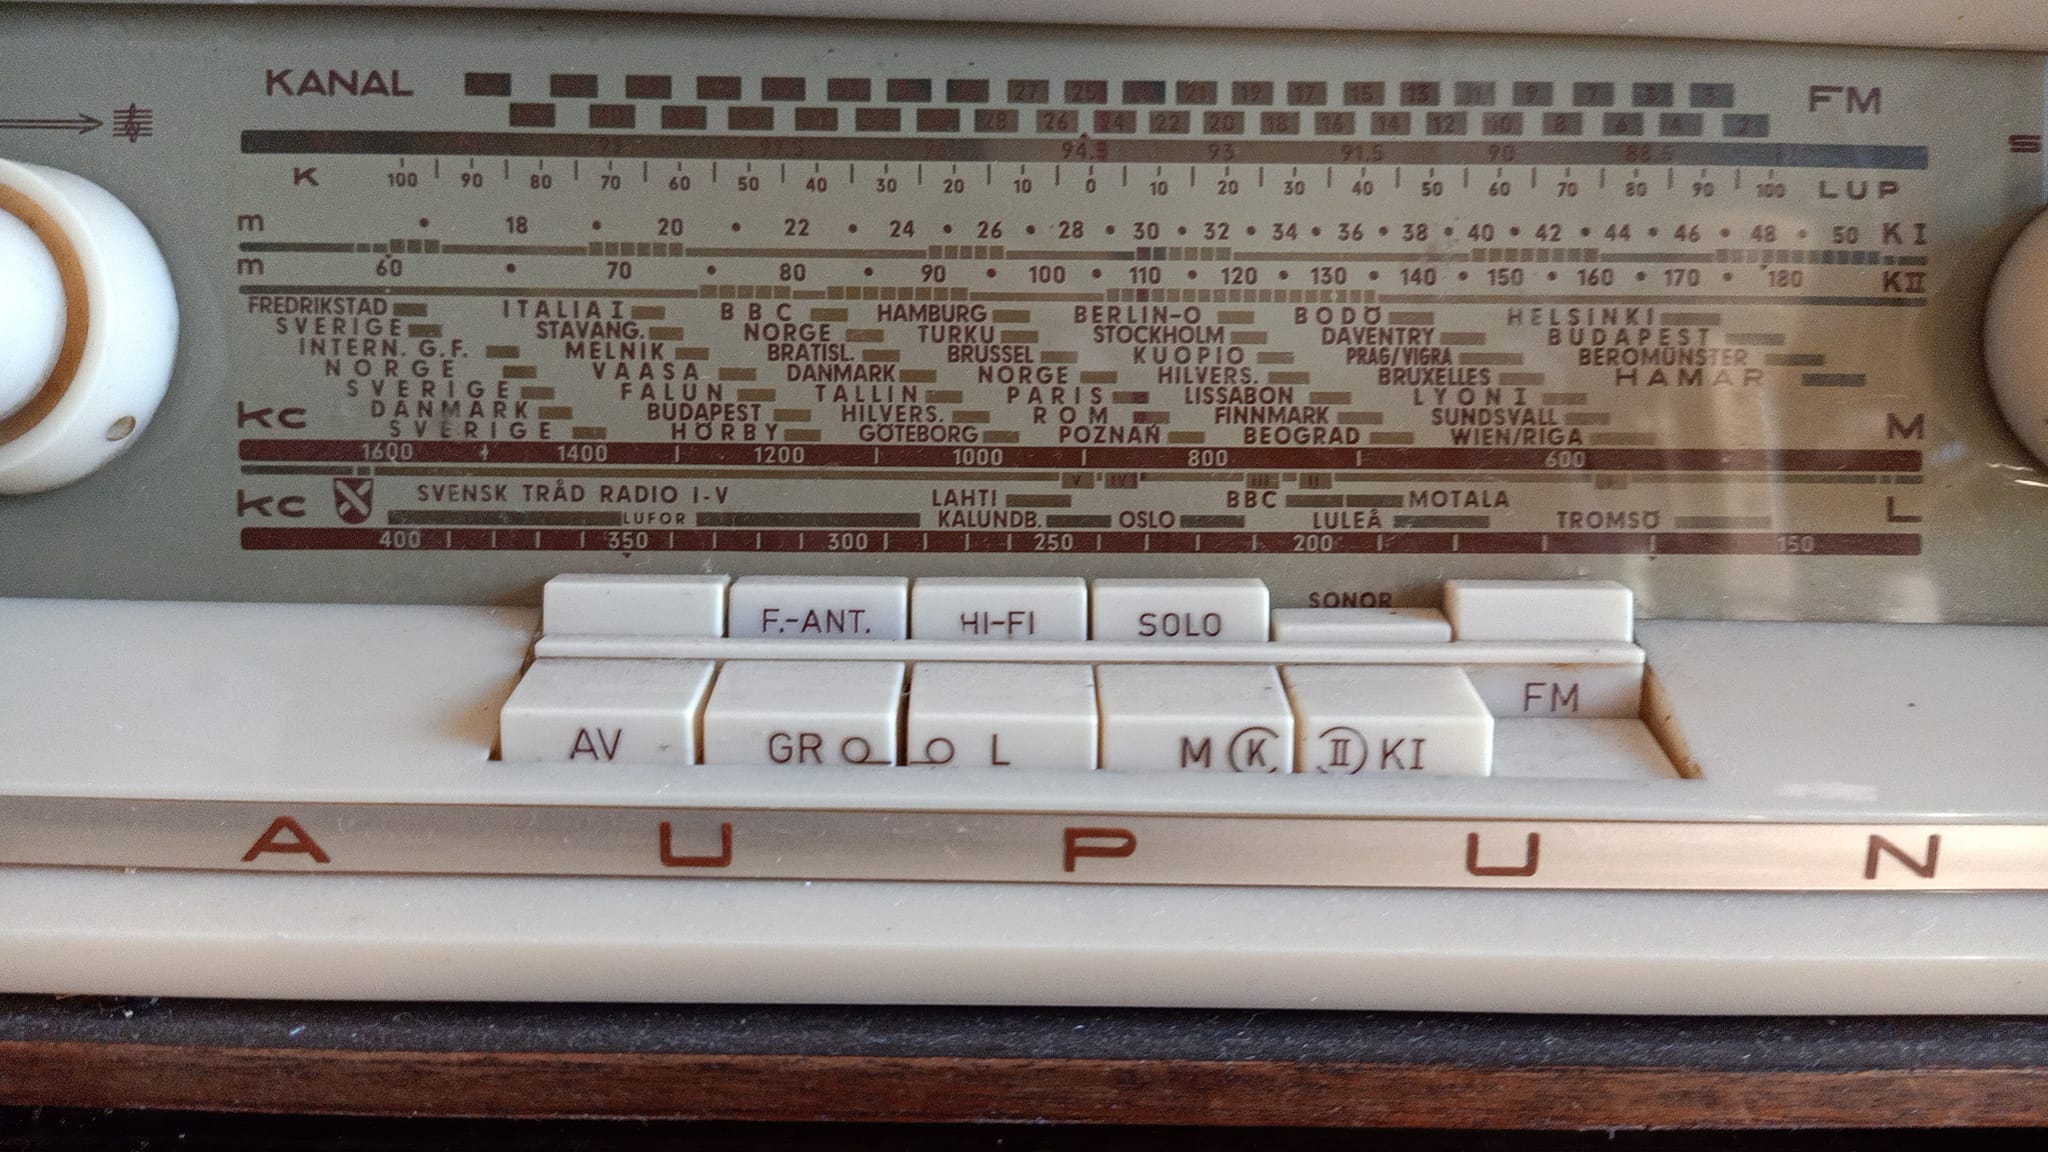 KANAL 27 25 21 19 17 15 13 11 9 7 5 3 FM
28 26 24 22 20 18 16 14 12 10 8 6 4 2
94.5 93 91.5 90 88.5
K 100 90 80 70 60 50 40 30 20 10 0 10 20 30 40 50 60 70 80 90 100 LUP
m 18 20 22 24 26 28 30 32 34 36 38 40 42 44 46 48 50 KI
m 60 70 80 90 100 110 120 130 140 150 160 170 180 KII
FREDRIKSTAD ITALIA I BBC HAMBURG BERLIN-O BODÖ HELSINKI
SVERIGE STAVANG. NORGE TURKU STOCKHOLM DAVENTRY BUDAPEST
INTERN. G.F. MELNIK BRATISL. BRÜSSEL KUOPIO PRAG/VIGRA BEROMÜNSTER
NORGE VAASA DANMARK NORGE HILVERS. BRUXELLES HAMAR
SVERIGE FALUN TALLIN PARIS LISSABON LYON I
kc DANMARK BUDAPEST HILVERS. ROM FINNMARK SUNDSVALL M
SVERIGE HÖRBY GÖTEBORG POZNAŃ BEOGRAD WIEN/RIGA
1600 1400 1200 1000 800 600
V IV III II I
kc SVENSK TRÅD RADIO I-V LAHTI BBC MOTALA L
LUFOR KALUNDB. OSLO LULEÅ TROMSÖ
400 350 300 250 200 150
F.-ANT. HI-FI SOLO SONOR
AV GR L M K II KI FM
A U P U N